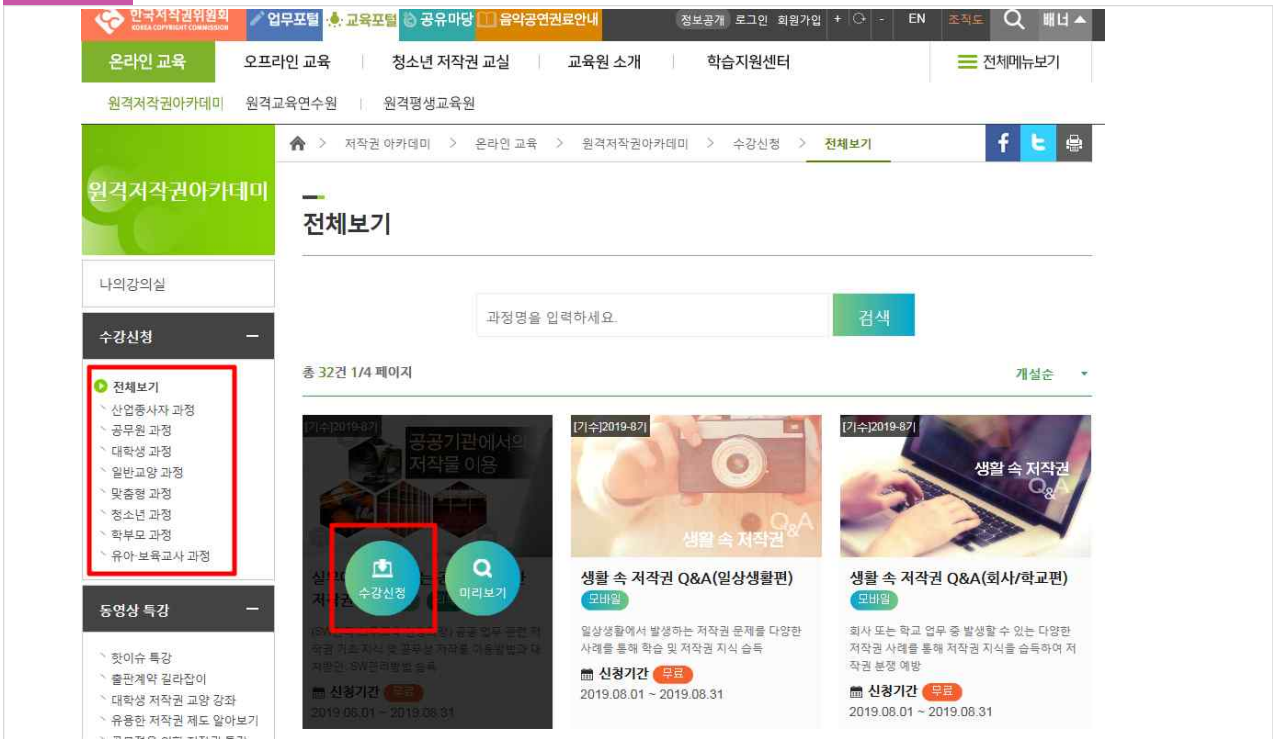 한국저작권위원회
KOREA COPYRIGHT COMMISSION
업무포털
교육포털
공유마당
음악공연권료안내
정보공개 로그인 회원가입 + - EN 조직도 배너
온라인 교육
오프라인 교육
청소년 저작권 교실
교육원 소개
학습지원센터
전체메뉴보기
원격저작권아카데미
원격교육연수원
원격평생교육원
저작권 아카데미 > 온라인 교육 > 원격저작권아카데미 > 수강신청 > 전체보기
원격저작권아카데미
전체보기
나의강의실
과정명을 입력하세요.
검색
수강신청
전체보기
산업종사자 과정
공무원 과정
대학생 과정
일반교양 과정
맞춤형 과정
청소년 과정
학부모 과정
유아·보육교사 과정
동영상 특강
핫이슈 특강
출판계약 길라잡이
대학생 저작권 교양 강좌
유용한 저작권 제도 알아보기
총 32건 1/4 페이지
개설순
[기수]2019-8기
공공기관에서의
저작물 이용
수강신청
미리보기
신청기간 무료
2019.08.01 ~ 2019.08.31
[기수]2019-8기
생활 속 저작권 Q&A
생활 속 저작권 Q&A(일상생활편)
모바일
일상생활에서 발생하는 저작권 문제를 다양한
사례를 통해 학습 및 저작권 지식 습득
신청기간 무료
2019.08.01 ~ 2019.08.31
[기수]2019-8기
생활 속 저작권
Q&A
생활 속 저작권 Q&A(회사/학교편)
모바일
회사 또는 학교 업무 중 발생할 수 있는 다양한
저작권 사례를 통해 저작권 지식을 습득하여 저
작권 분쟁 예방
신청기간 무료
2019.08.01 ~ 2019.08.31